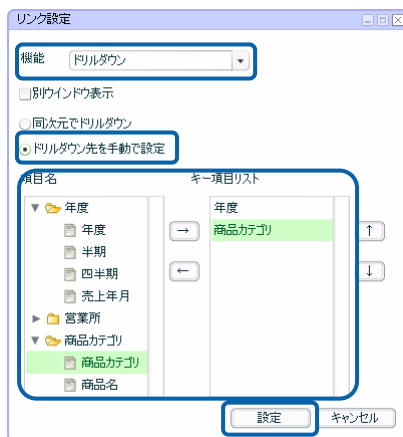 リンク設定
機能 ドリルダウン
別ウインドウ表示
同次元でドリルダウン
ドリルダウン先を手動で設定
項目名 キー項目リスト
年度 年度
年度 → 商品カテゴリ ↑
半期
四半期 ← ↓
売上年月
営業所
商品カテゴリ
商品カテゴリ
商品名
設定 キャンセル